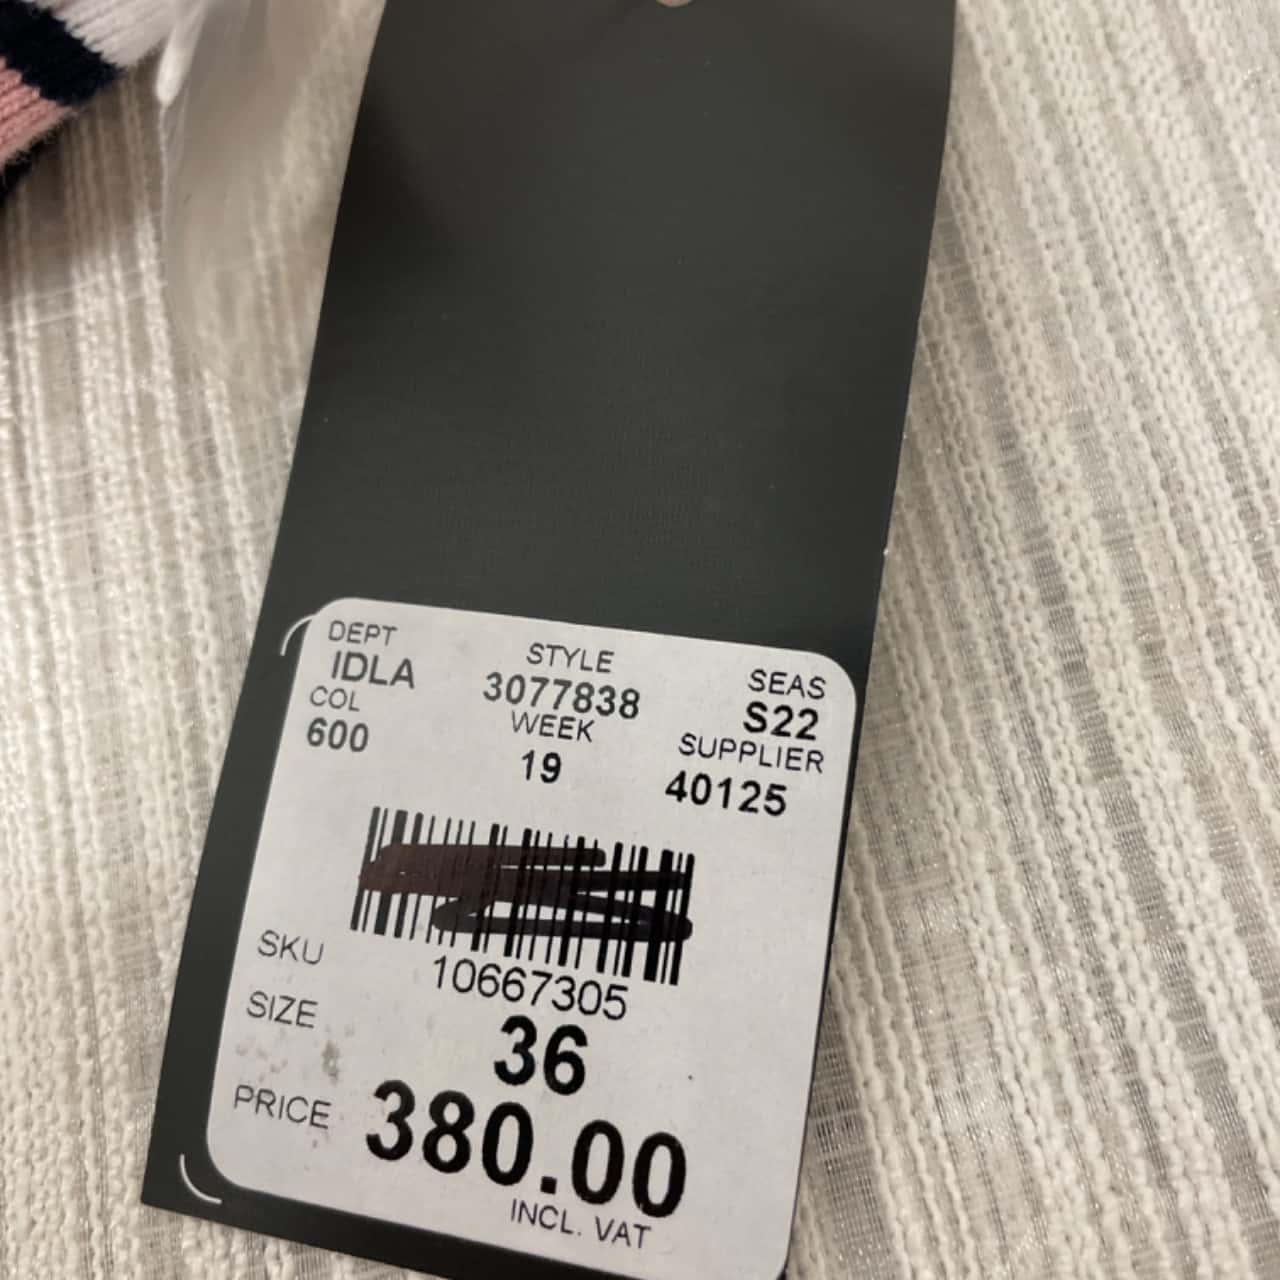 DEPT STYLE SEAS
IDLA 3077838 S22
COL WEEK SUPPLIER
600 19 40125
SKU 10667305
SIZE 36
PRICE 380.00
INCL. VAT